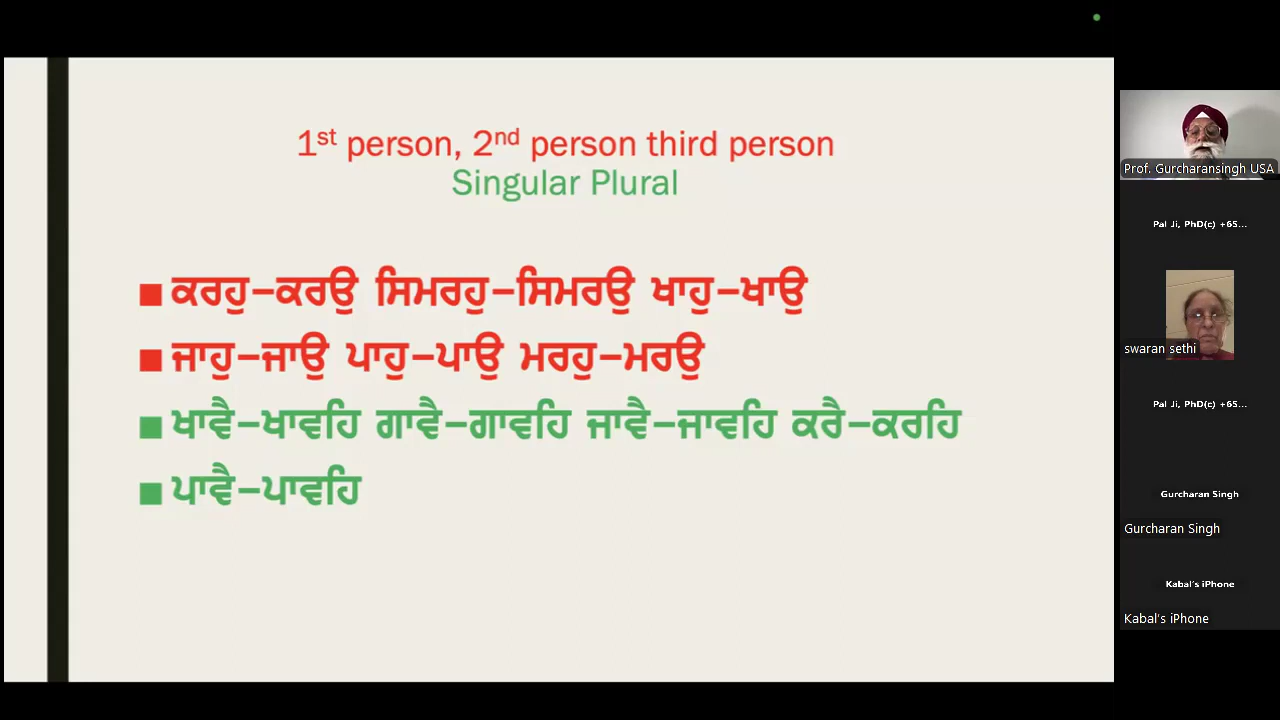 1st person, 2nd person third person
Singular Plural
ਕਰਹੁ-ਕਰਉ ਸਿਮਰਹੁ-ਸਿਮਰਉ ਖਾਹੁ-ਖਾਉ
ਜਾਹੁ-ਜਾਉ ਪਾਹੁ-ਪਾਉ ਮਰਹੁ-ਮਰਉ
ਖਾਵੈ-ਖਾਵਹਿ ਗਾਵੈ-ਗਾਵਹਿ ਜਾਵੈ-ਜਾਵਹਿ ਕਰੈ-ਕਰਹਿ
ਪਾਵੈ-ਪਾਵਹਿ
Prof. Gurcharansingh USA
Pal Ji, PhD(c) +65...
swaran sethi
Pal Ji, PhD(c) +65...
Gurcharan Singh
Gurcharan Singh
Kabal's iPhone
Kabal's iPhone